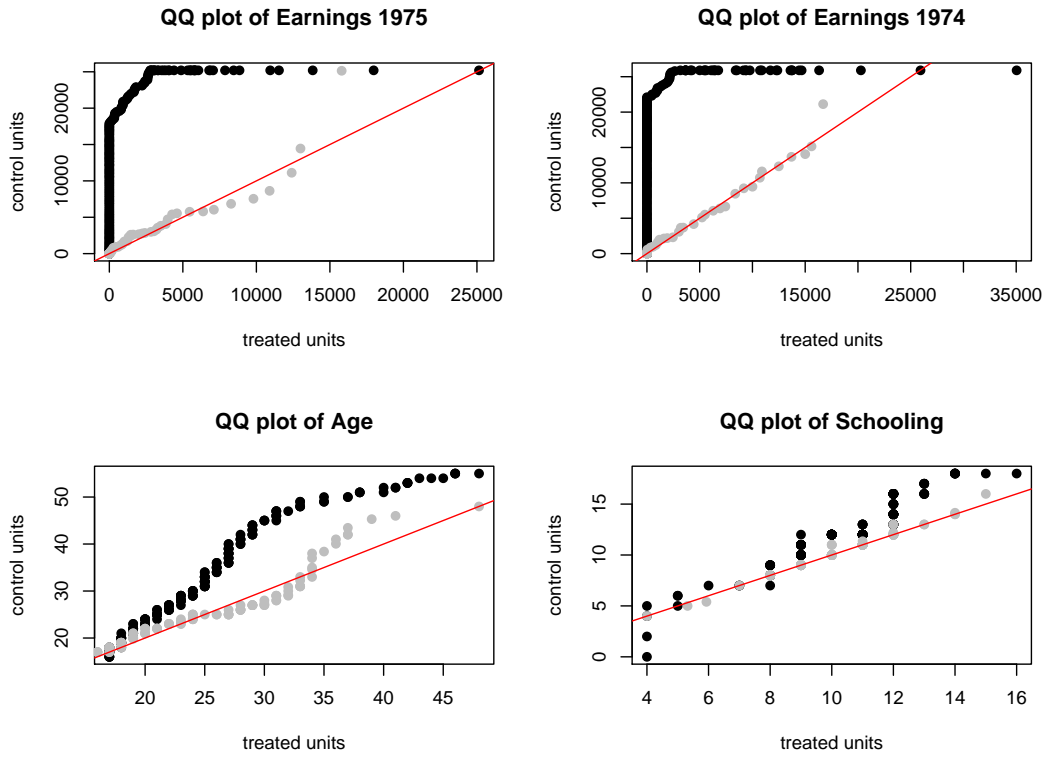 QQ plot of Earnings 1975
control units
20000
10000
0
0 5000 10000 15000 20000 25000
treated units
QQ plot of Earnings 1974
control units
20000
10000
0
0 5000 15000 25000 35000
treated units
QQ plot of Age
control units
50
40
30
20
20 25 30 35 40 45
treated units
QQ plot of Schooling
control units
15
10
5
0
4 6 8 10 12 14 16
treated units